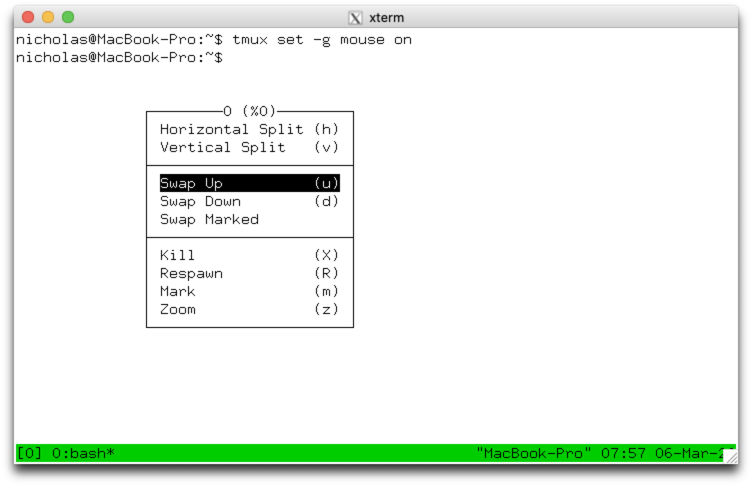 xterm
nicholas@MacBook-Pro:~$ tmux set -g mouse on
nicholas@MacBook-Pro:~$
0 (%0)
Horizontal Split (h)
Vertical Split (v)
Swap Up (u)
Swap Down (d)
Swap Marked
Kill (X)
Respawn (R)
Mark (m)
Zoom (z)
[0] 0:bash* "MacBook-Pro" 07:57 06-Mar-